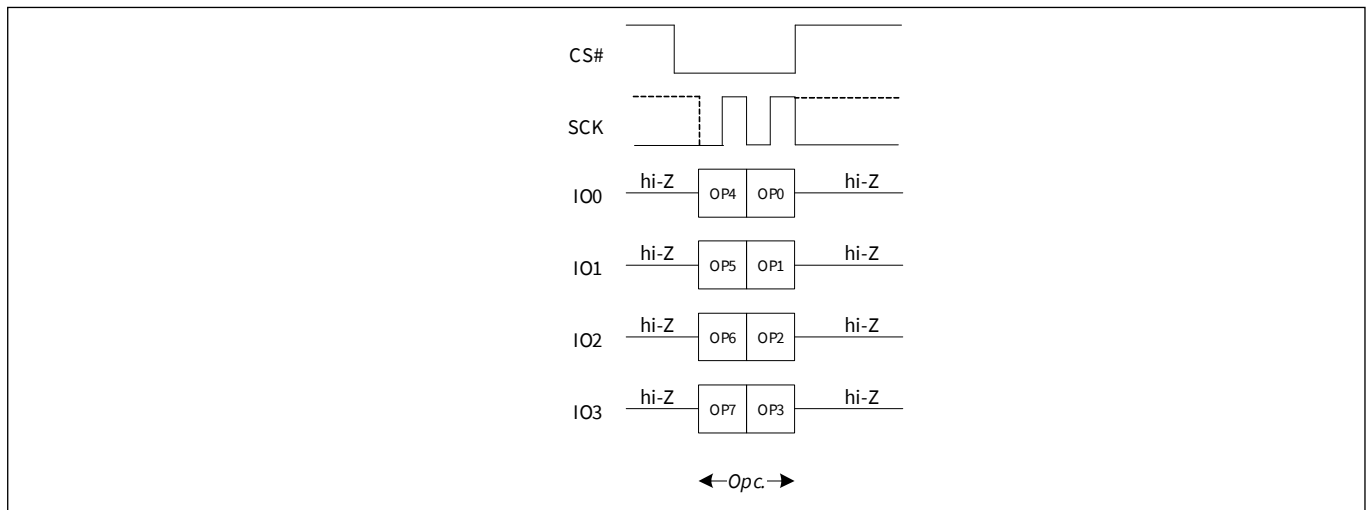 CS#
SCK
hi-Z hi-Z
IO0 OP4 OP0
hi-Z hi-Z
IO1 OP5 OP1
hi-Z hi-Z
IO2 OP6 OP2
hi-Z hi-Z
IO3 OP7 OP3
Opc.